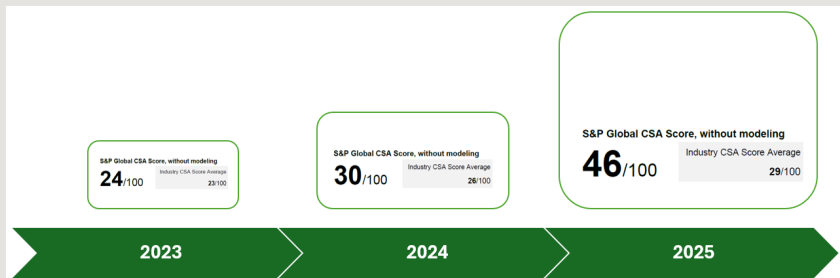 S&P Global CSA Score, without modeling
24/100
Industry CSA Score Average
23/100
S&P Global CSA Score, without modeling
30/100
Industry CSA Score Average
26/100
S&P Global CSA Score, without modeling
46/100
Industry CSA Score Average
29/100
2023
2024
2025